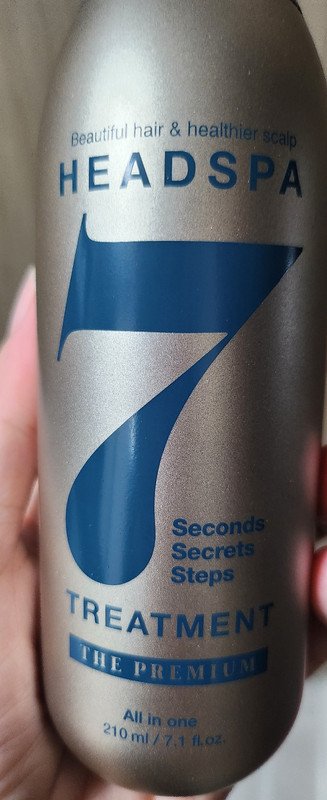 Beautiful hair & healthier scalp
HEADSPA
7
Seconds
Secrets
Steps
TREATMENT
THE PREMIUM
All in one
210 ml / 7.1 fl.oz.